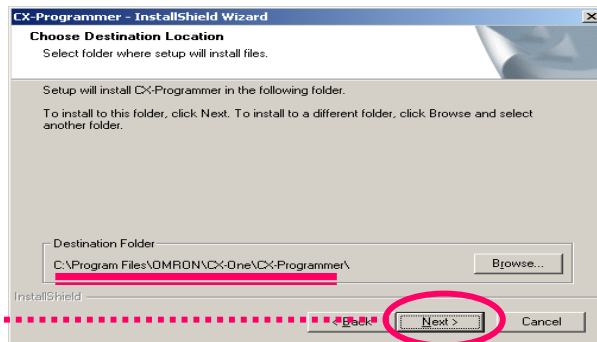 CX-Programmer - InstallShield Wizard
Choose Destination Location
Select folder where setup will install files.
Setup will install CX-Programmer in the following folder.
To install to this folder, click Next. To install to a different folder, click Browse and select
another folder.
Destination Folder
C:\Program Files\OMRON\CX-One\CX-Programmer\
Browse...
InstallShield
< Back
Next >
Cancel